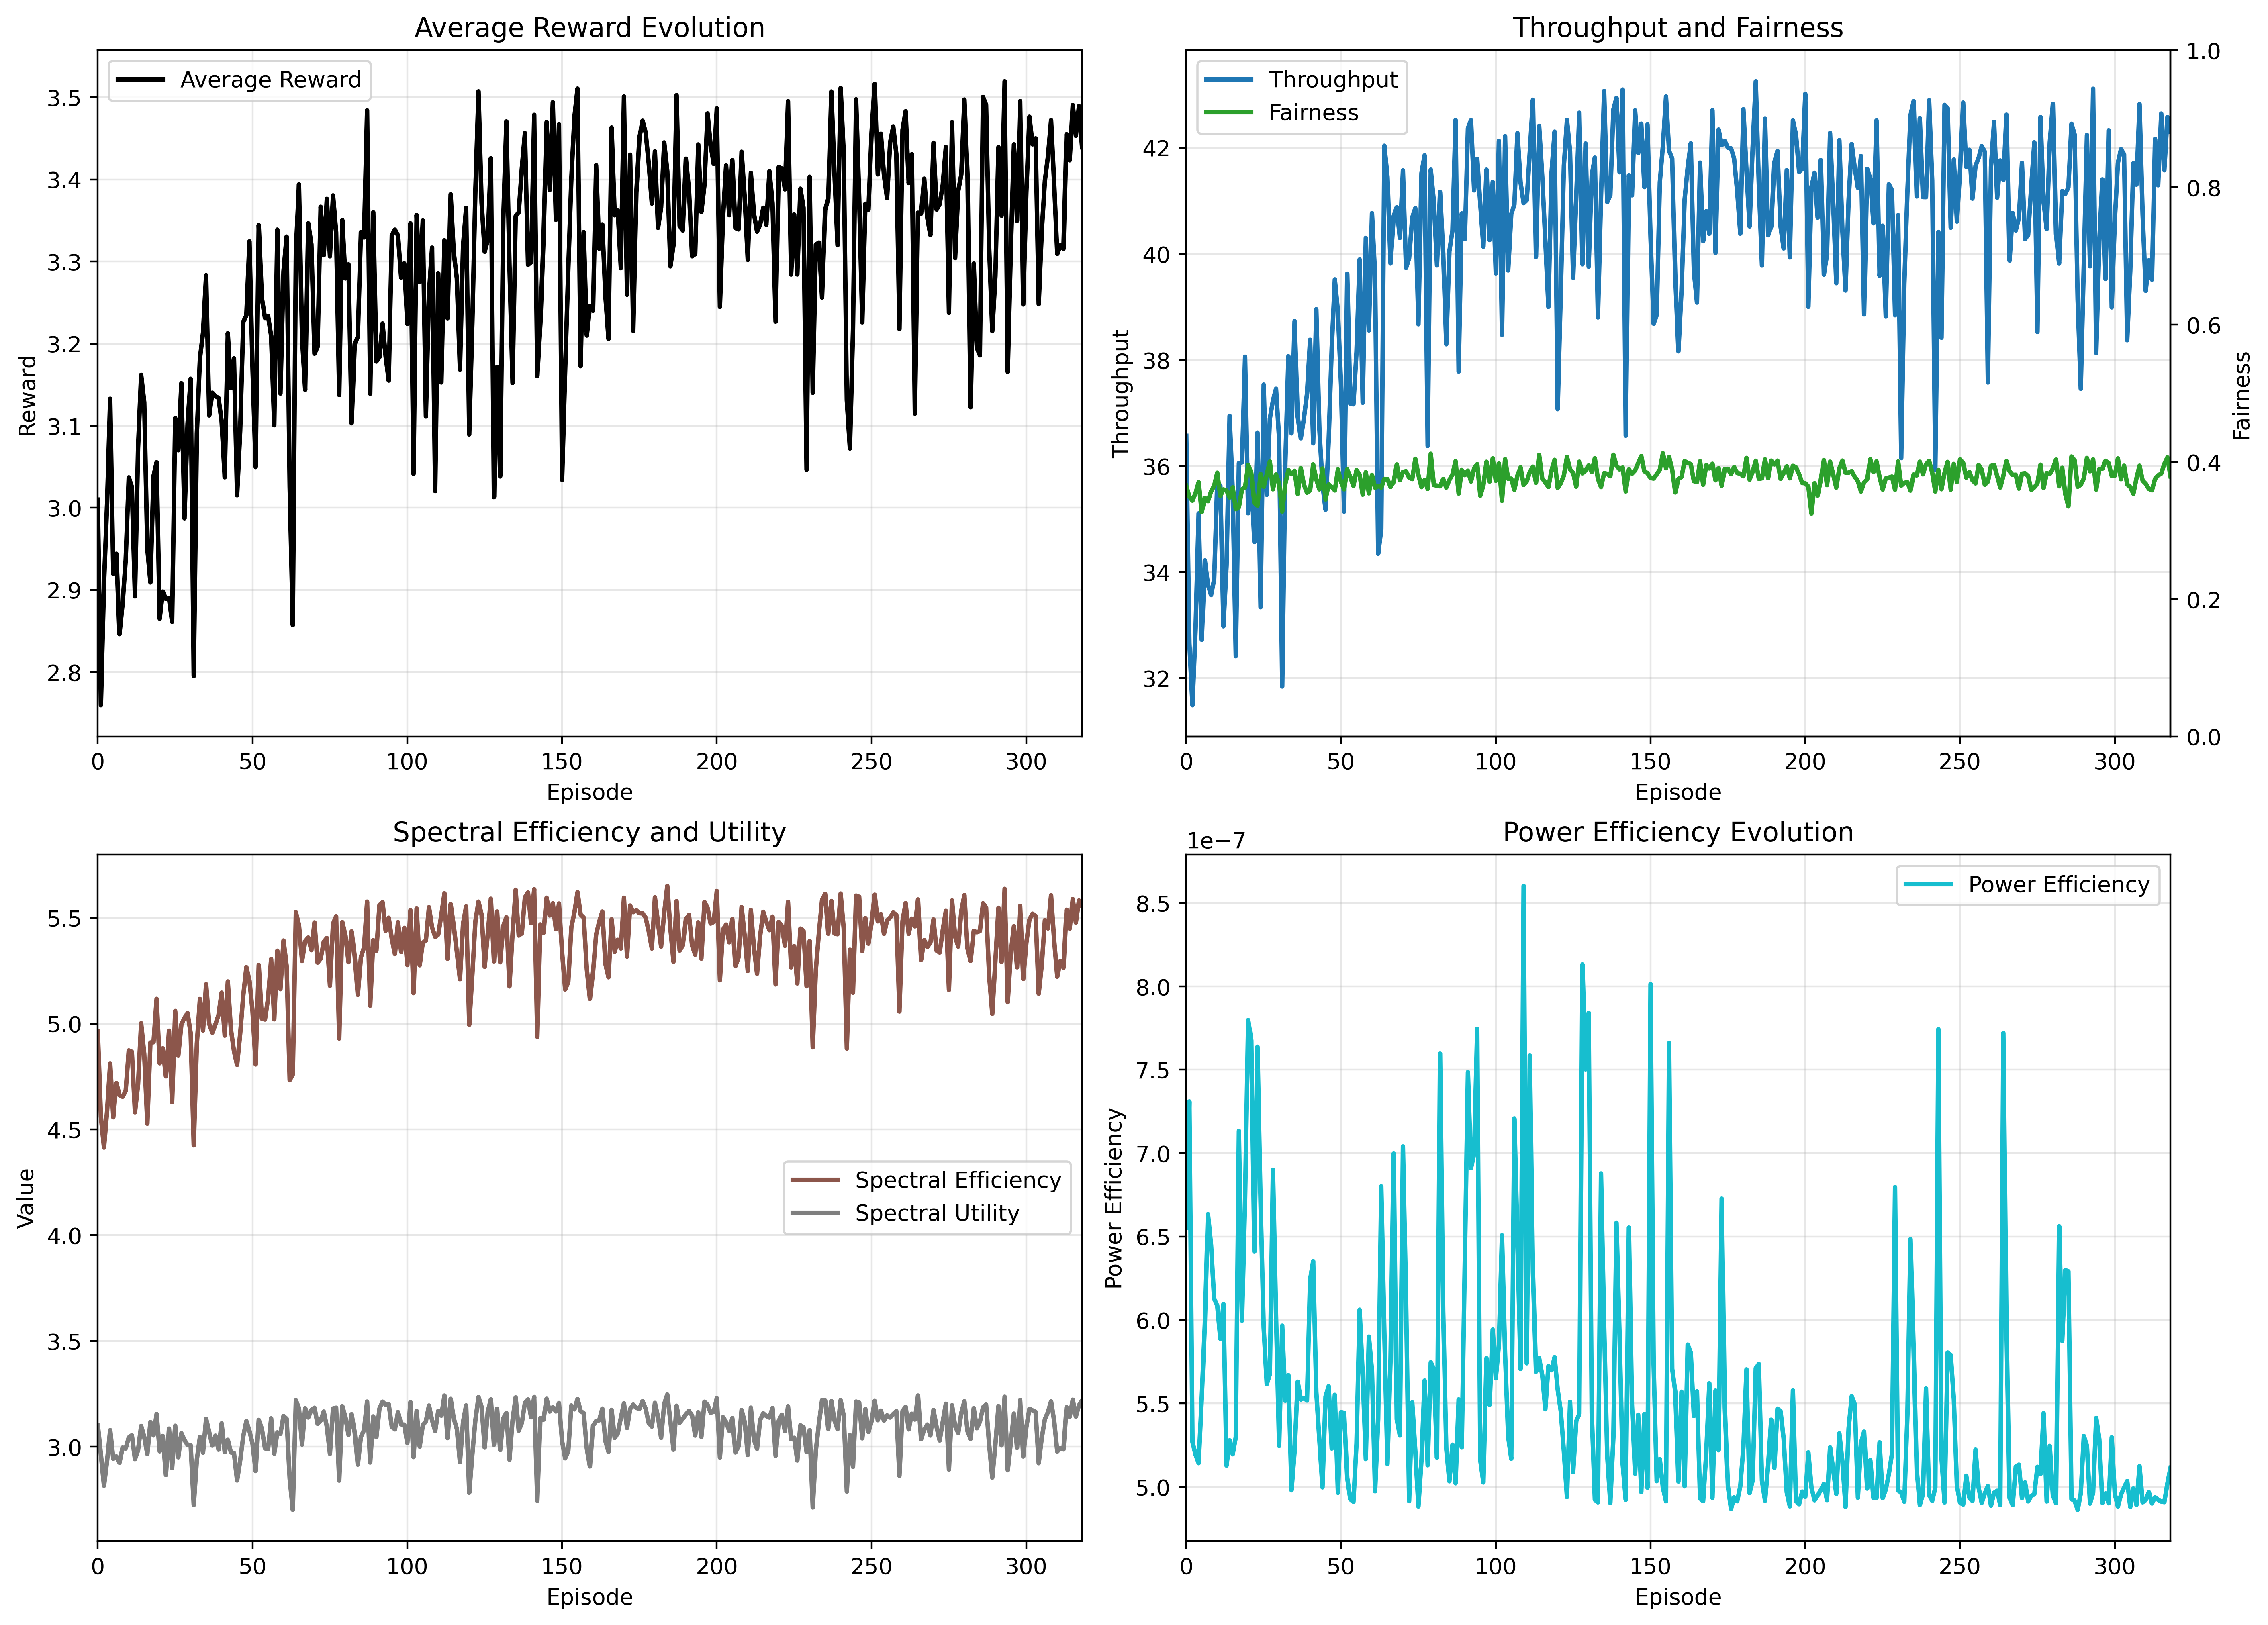 Average Reward Evolution
Average Reward
3.5
3.4
3.3
3.2
3.1
3.0
2.9
2.8
Reward
0 50 100 150 200 250 300
Episode
Throughput and Fairness
Throughput
Fairness
42
40
38
36
34
32
Throughput
1.0
0.8
0.6
0.4
0.2
0.0
Fairness
0 50 100 150 200 250 300
Episode
Spectral Efficiency and Utility
5.5
5.0
4.5
4.0
3.5
3.0
Value
Spectral Efficiency
Spectral Utility
0 50 100 150 200 250 300
Episode
Power Efficiency Evolution
1e−7
Power Efficiency
8.5
8.0
7.5
7.0
6.5
6.0
5.5
5.0
Power Efficiency
0 50 100 150 200 250 300
Episode